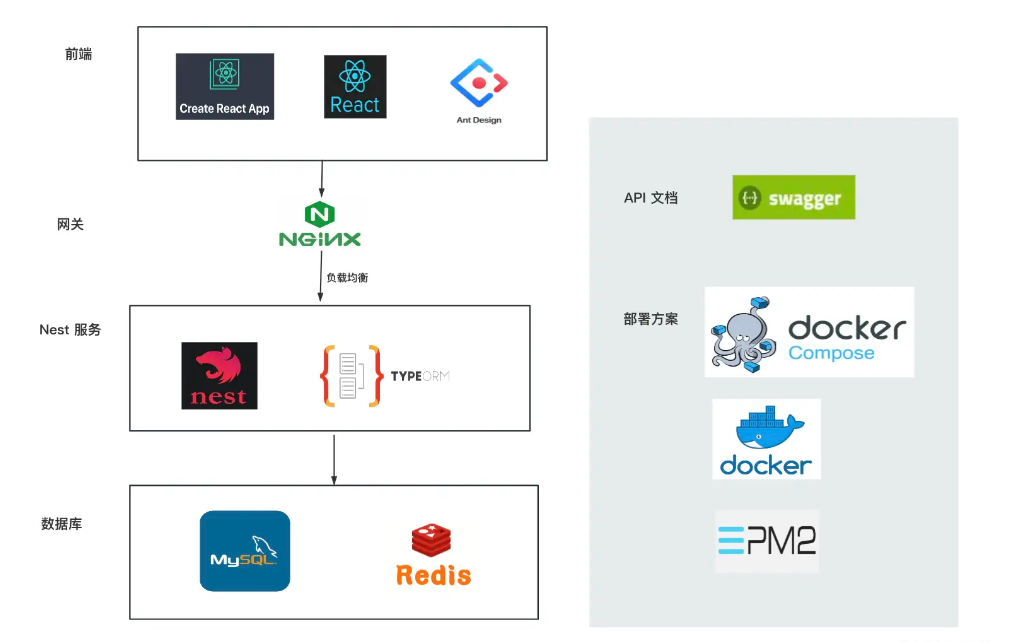 前端
Create React App
React
Ant Design
网关
NGiNX
负载均衡
Nest 服务
nest
TYPEORM
数据库
MySQL
Redis
API 文档
{··} swagger
部署方案
docker
Compose
docker
PM2